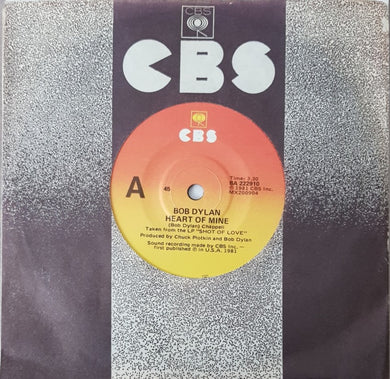 CBS
CBS
CBS
Time: 3.30
BA 222910
℗ 1981 CBS Inc.
MX206904
A
45
BOB DYLAN
HEART OF MINE
(Bob Dylan) Chappell
Taken from the LP "SHOT OF LOVE"
Produced by Chuck Plotkin and Bob Dylan
Sound recording made by CBS Inc. —
first published ℗ in U.S.A. 1981